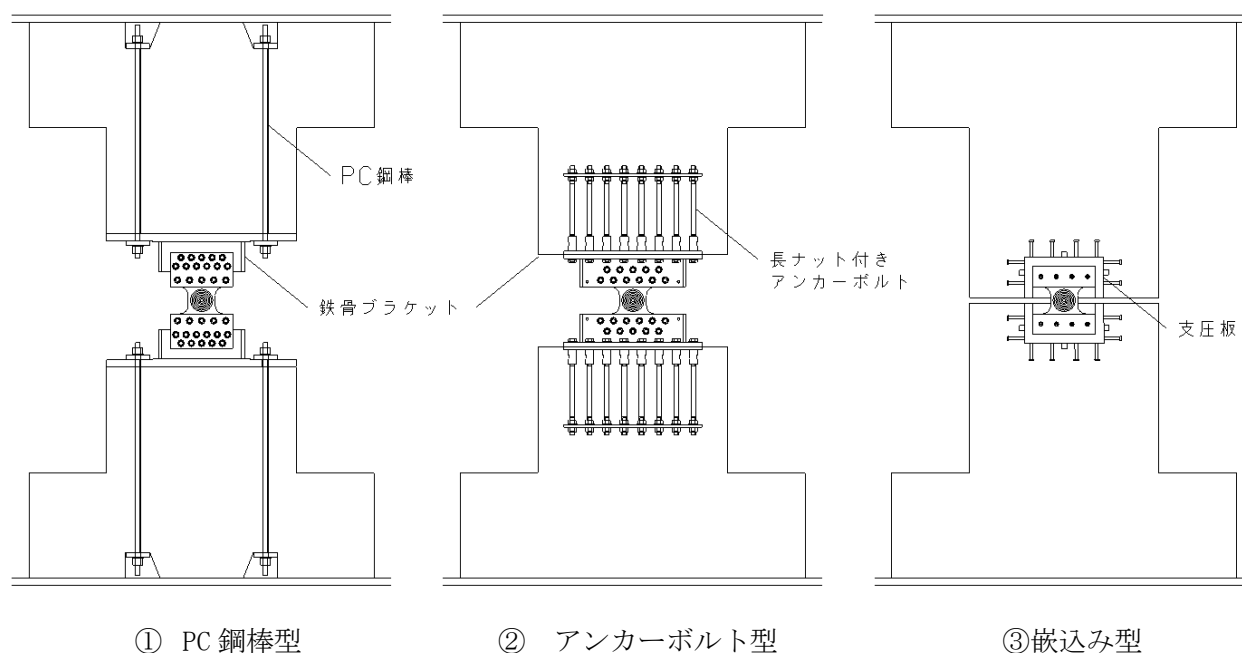 PC鋼棒
鉄骨ブラケット
長ナット付き
アンカーボルト
支圧板
① PC 鋼棒型
② アンカーボルト型
③嵌込み型